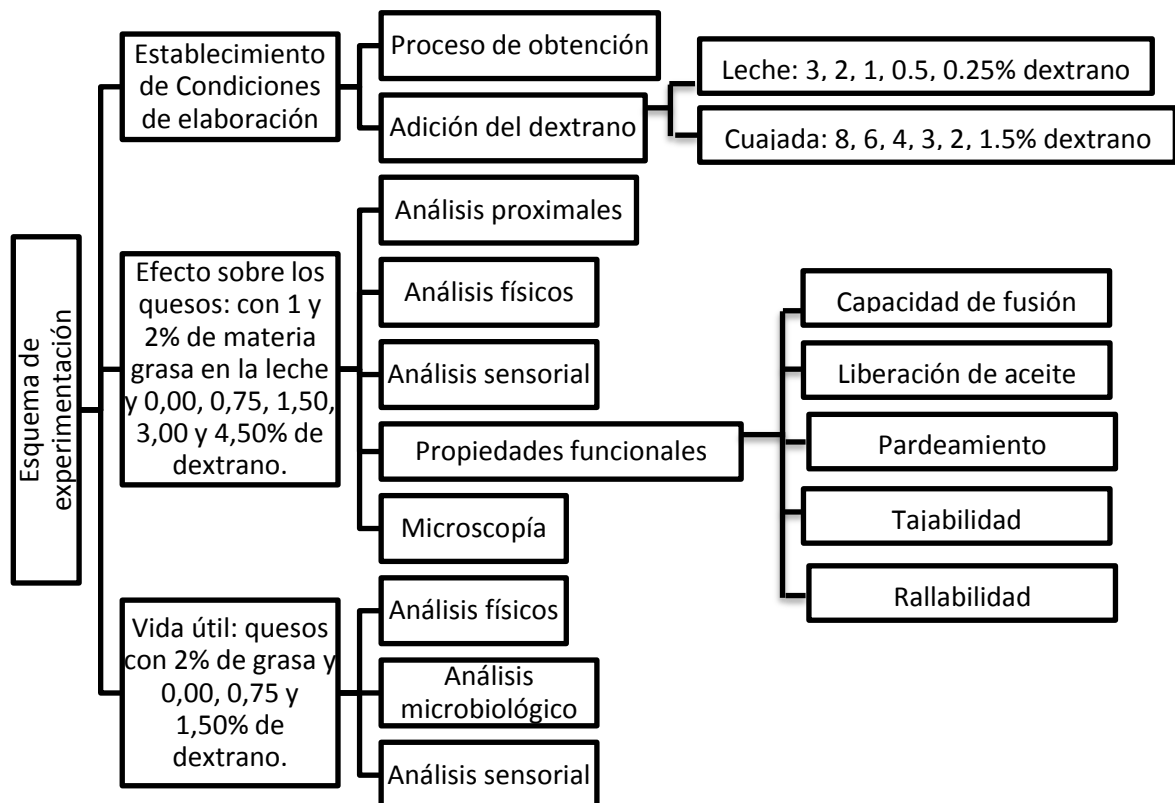 Esquema de
experimentación
Establecimiento
de Condiciones
de elaboración
Proceso de obtención
Adición del dextrano
Leche: 3, 2, 1, 0.5, 0.25% dextrano
Cuajada: 8, 6, 4, 3, 2, 1.5% dextrano
Efecto sobre los
quesos: con 1 y
2% de materia
grasa en la leche
y 0,00, 0,75, 1,50,
3,00 y 4,50% de
dextrano.
Análisis proximales
Análisis físicos
Análisis sensorial
Propiedades funcionales
Microscopía
Capacidad de fusión
Liberación de aceite
Pardeamiento
Tajabilidad
Rallabilidad
Vida útil: quesos
con 2% de grasa y
0,00, 0,75 y
1,50% de
dextrano.
Análisis físicos
Análisis
microbiológico
Análisis sensorial